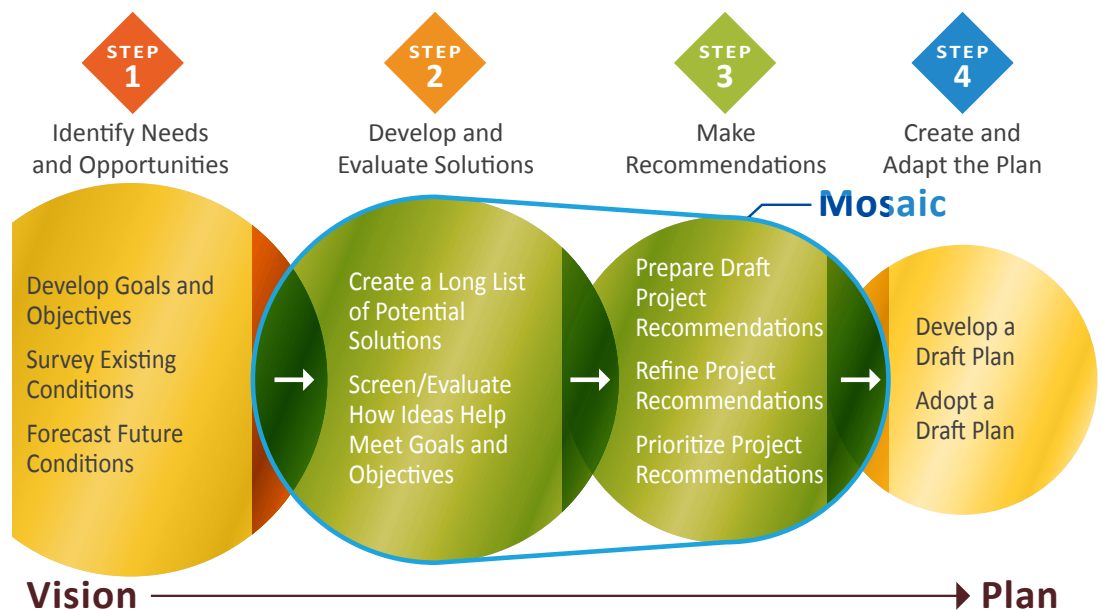 STEP
1
Identify Needs
and Opportunities
STEP
2
Develop and
Evaluate Solutions
STEP
3
Make
Recommendations
STEP
4
Create and
Adapt the Plan
Mosaic
Develop Goals and
Objectives
Survey Existing
Conditions
Forecast Future
Conditions
Create a Long List
of Potential
Solutions
Screen/Evaluate
How Ideas Help
Meet Goals and
Objectives
Prepare Draft
Project
Recommendations
Refine Project
Recommendations
Prioritize Project
Recommendations
Develop a
Draft Plan
Adopt a
Draft Plan
Vision
Plan